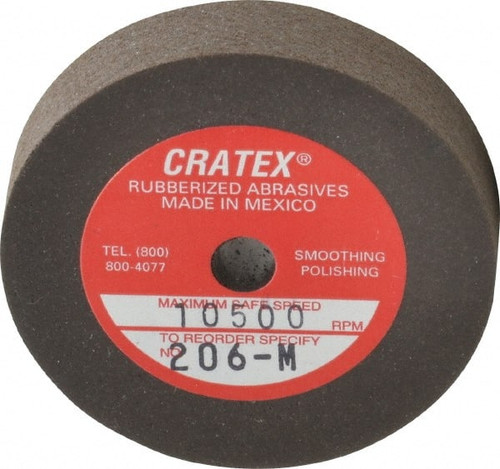 CRATEX®
RUBBERIZED ABRASIVES
MADE IN MEXICO
TEL. (800)
800-4077
SMOOTHING
POLISHING
MAXIMUM SAFE SPEED
10500 RPM
TO REORDER SPECIFY
NO. 206-M